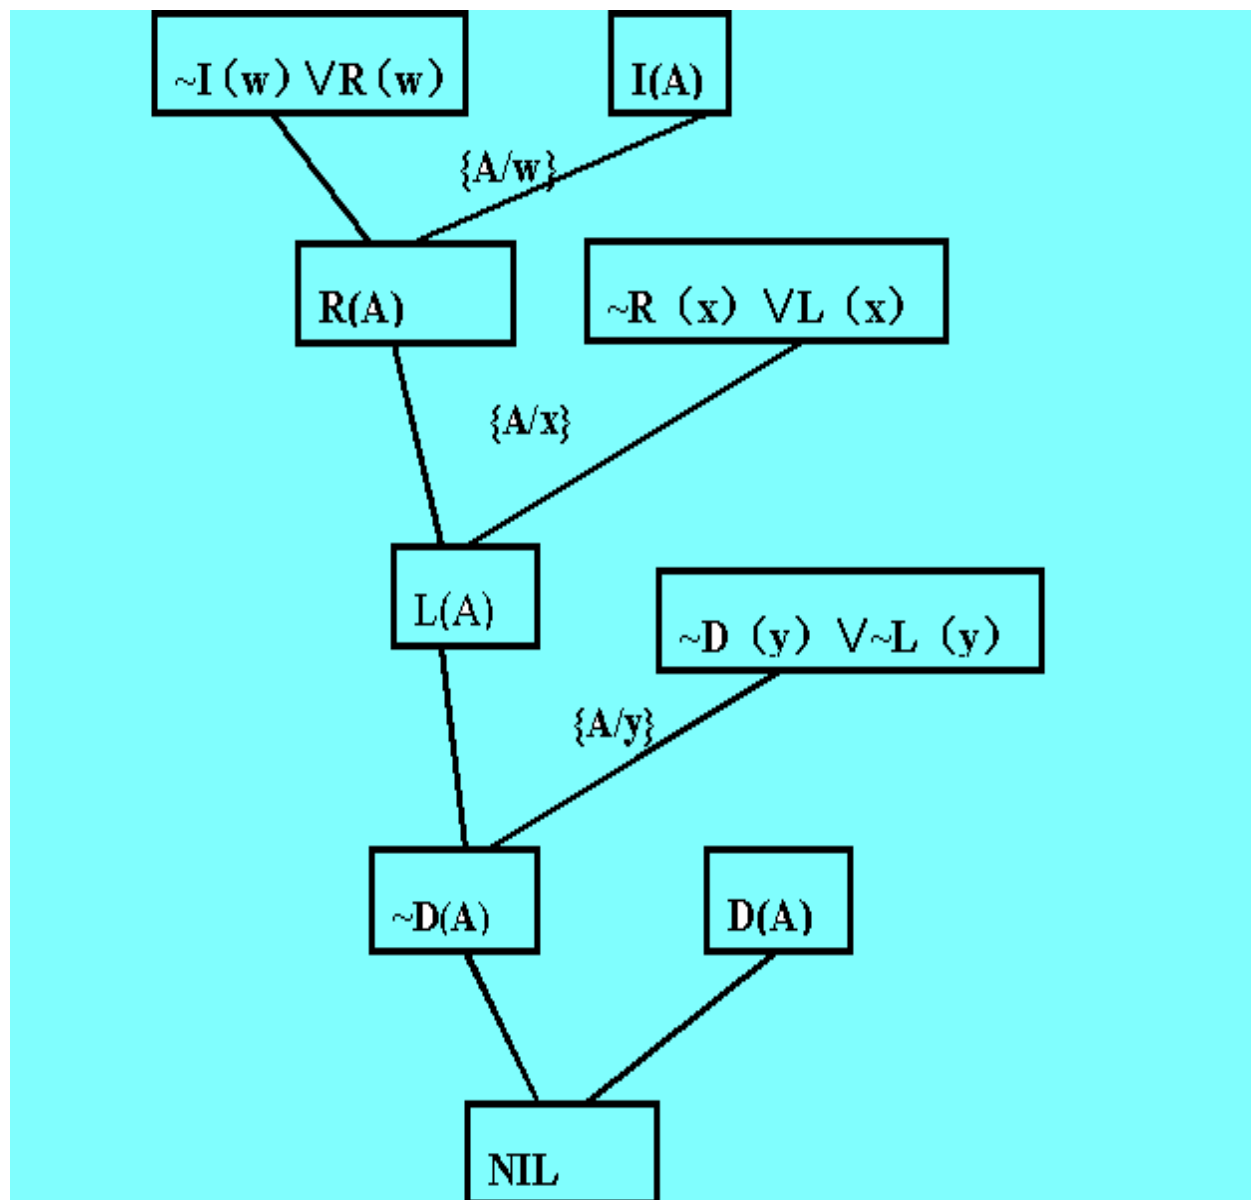 ~I（w）∨R（w） I(A)
{A/w}
R(A) ~R（x）∨L（x）
{A/x}
L(A) ~D（y）∨~L（y）
{A/y}
~D(A) D(A)
NIL